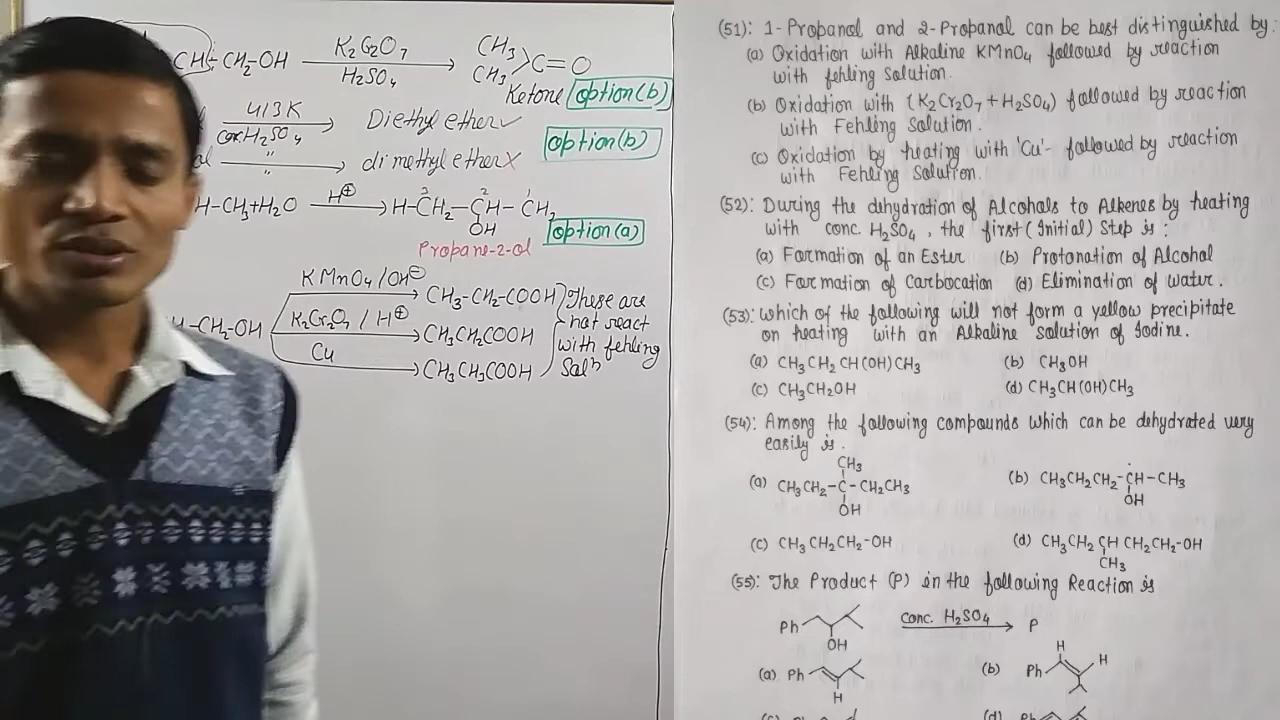 CH-CH₂-OH K₂Cr₂O₇ H₂SO₄ CH₃ CH₃ >C=O
Ketone option(b)
413K conc.H₂SO₄ Diethyl ether✓
" " dimethyl ether✗ option(b)
H-CH₃+H₂O H⊕ H-³CH₂-²CH-¹CH₂
OH option(a)
Propane-2-ol
KMnO₄/OH⊖ CH₃-CH₂-COOH
H-CH₂-OH K₂Cr₂O₇/H⊕ CH₃CH₂COOH
Cu CH₃CH₃COOH
These are
not react
with fehling
Solⁿ
(51): 1-Propanol and 2-Propanol can be best distinguished by:
(a) Oxidation with Alkaline KMnO₄ followed by reaction
with fehling Solution.
(b) Oxidation with (K₂Cr₂O₇+H₂SO₄) followed by reaction
with Fehling Solution.
(c) Oxidation by heating with 'Cu'- followed by reaction
with Fehling Solution.
(52): During the dehydration of Alcohols to Alkenes by heating
with conc. H₂SO₄, the first (Initial) Step is:
(a) Formation of an Ester (b) Protonation of Alcohol
(c) Formation of Carbocation (d) Elimination of water.
(53): Which of the following will not form a yellow precipitate
on heating with an Alkaline solution of Iodine.
(a) CH₃CH₂CH(OH)CH₃ (b) CH₃OH
(c) CH₃CH₂OH (d) CH₃CH(OH)CH₃
(54): Among the following compounds which can be dehydrated very
easily is.
CH₃
(a) CH₃CH₂-C-CH₂CH₃ (b) CH₃CH₂CH₂-CH-CH₃
OH OH
(c) CH₃CH₂CH₂-OH (d) CH₃CH₂CHCH₂CH₂-OH
CH₃
(55): The Product (P) in the following Reaction is
Ph OH conc. H₂SO₄ P
(a) Ph H (b) Ph H H
(d) Ph